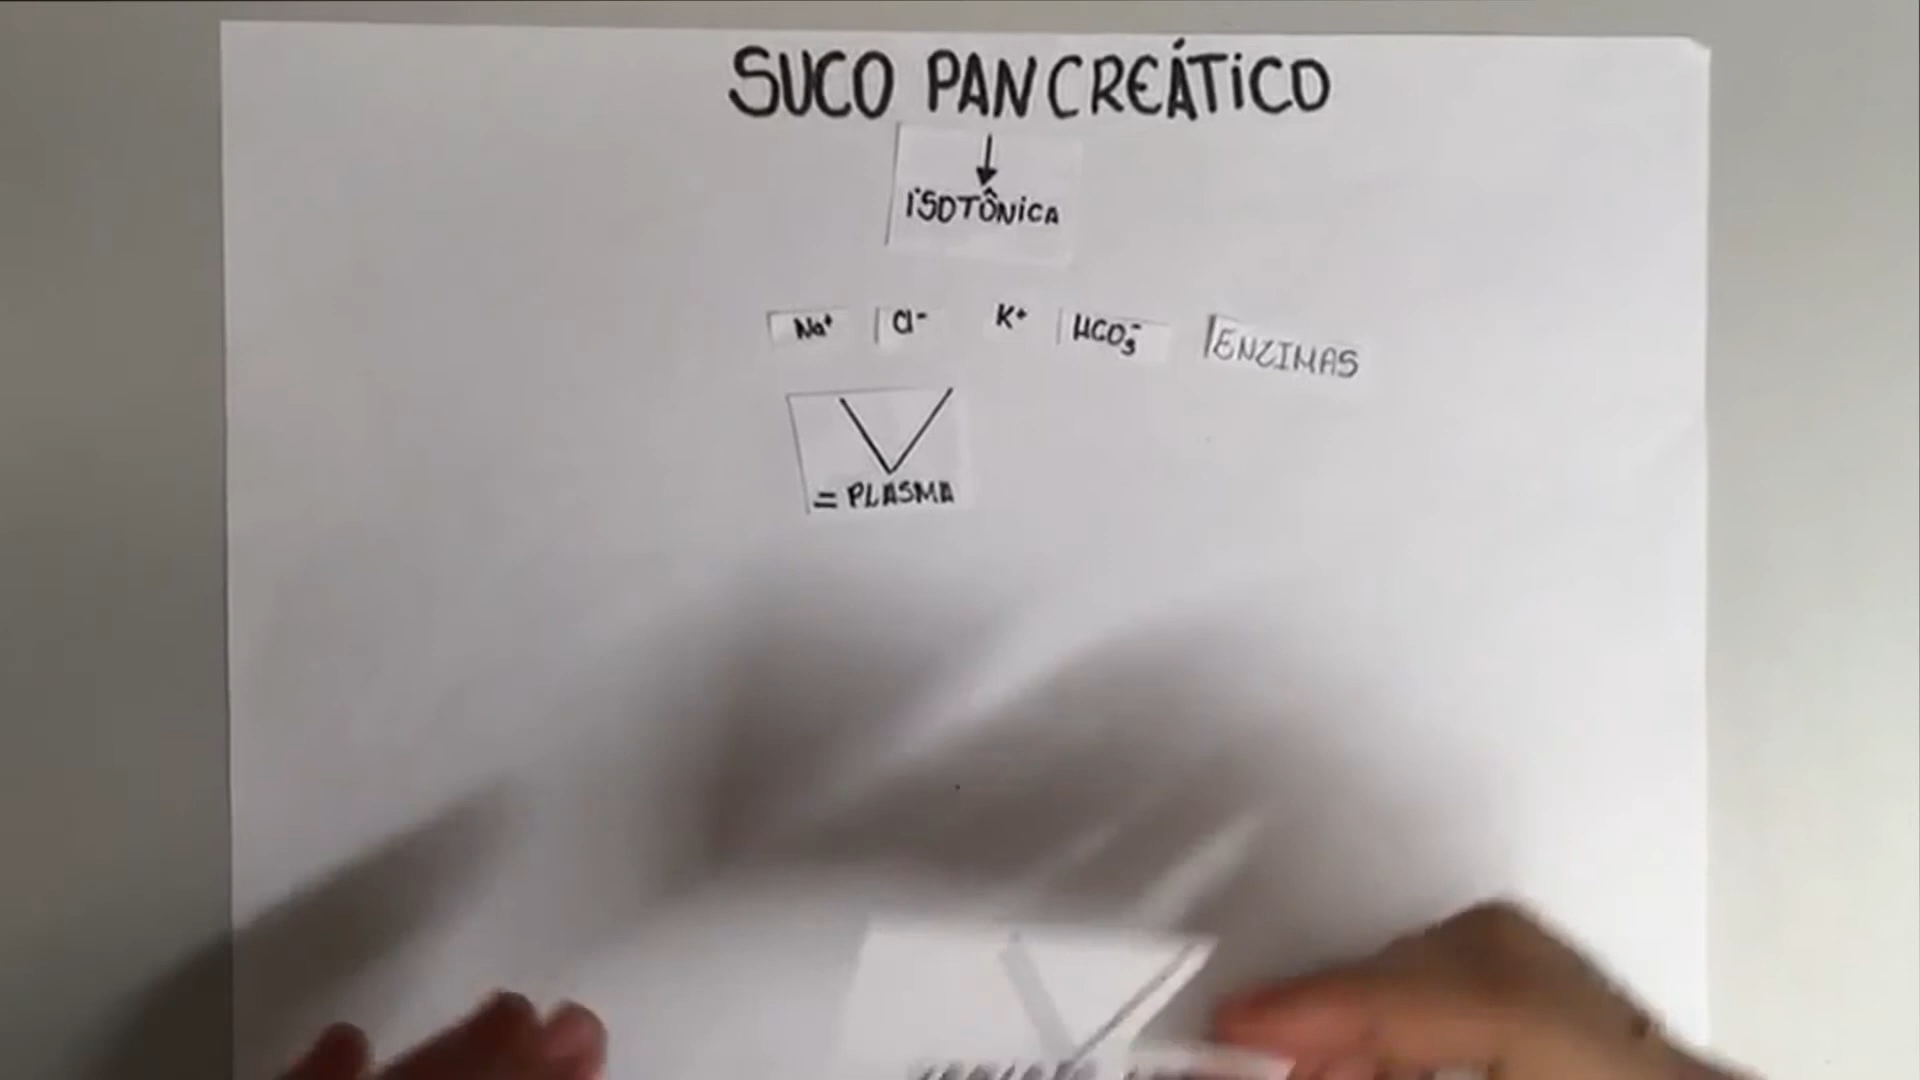 SUCO PANCREÁTICO
ISOTÔNICA
Na⁺ Cl⁻ K⁺ HCO₃⁻ ENZIMAS
= PLASMA